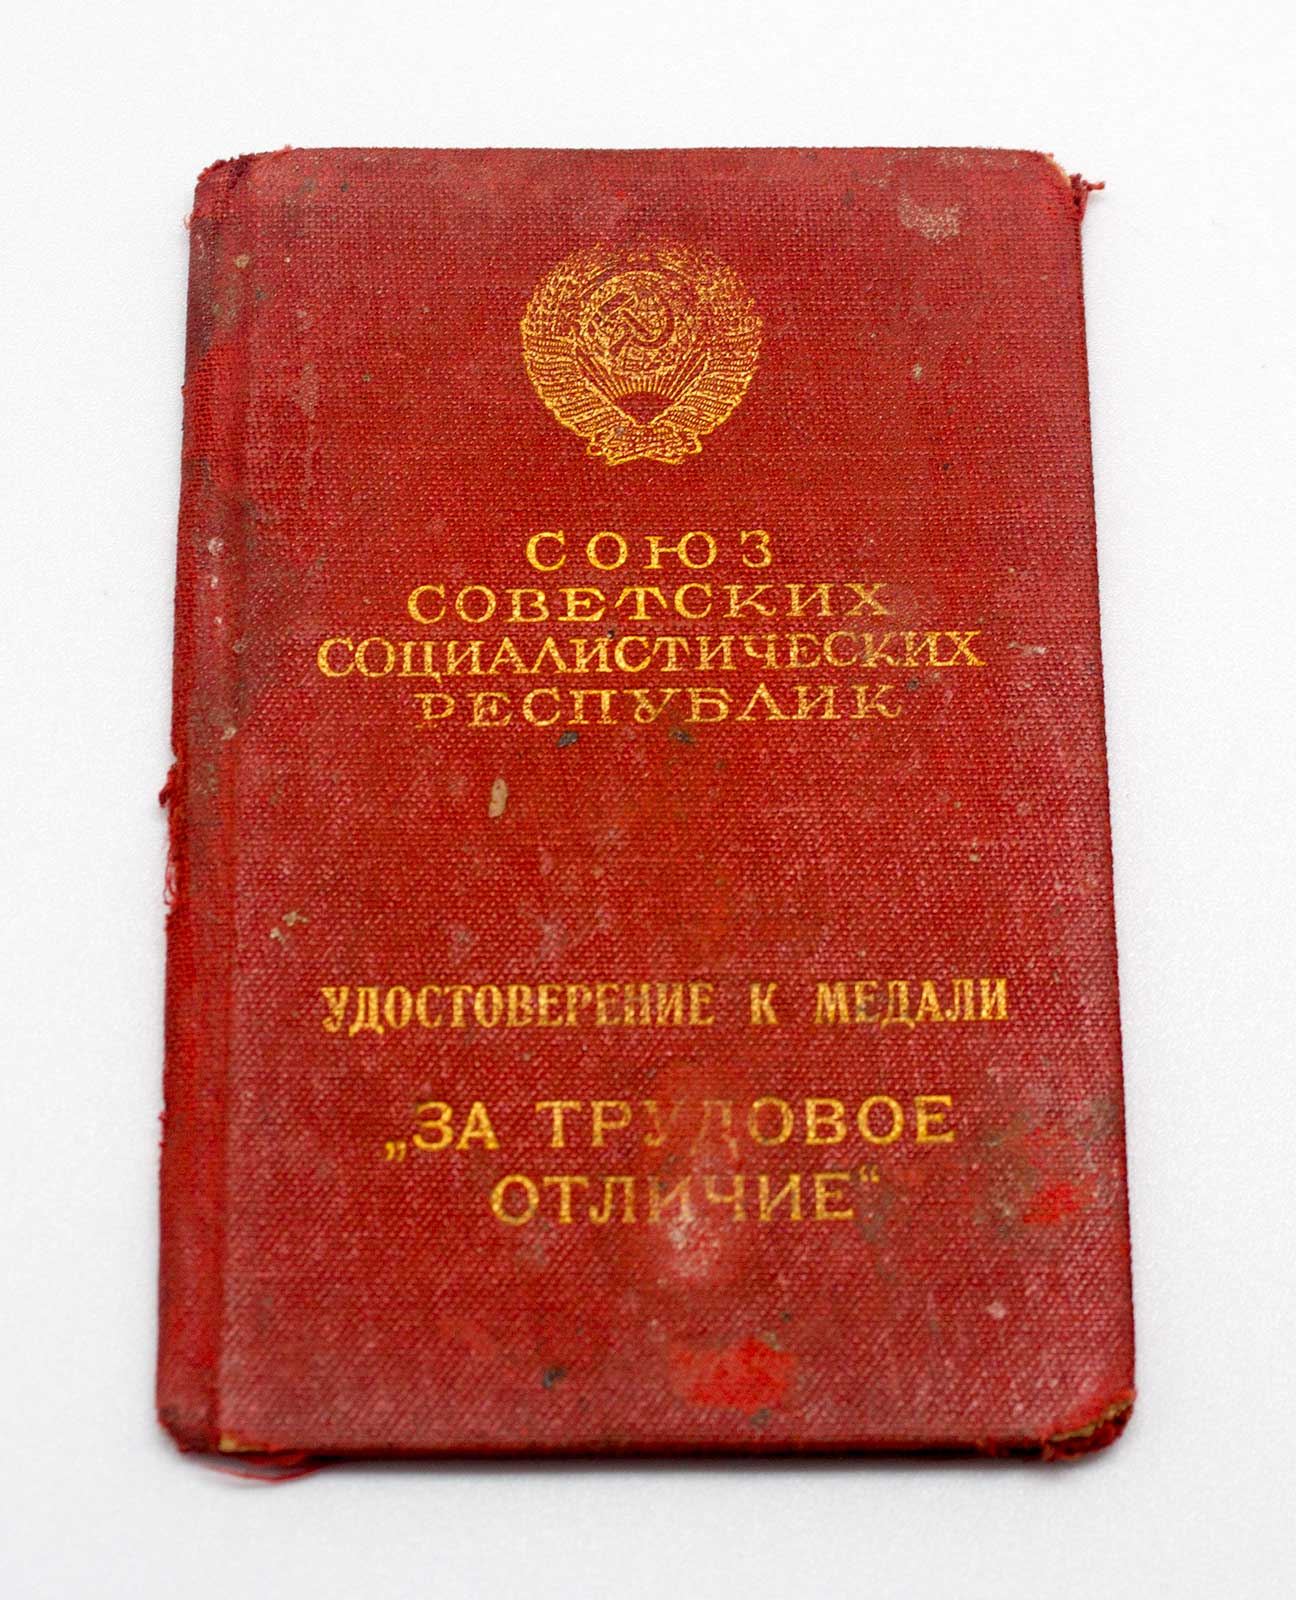 СОЮЗ
СОВЕТСКИХ
СОЦИАЛИСТИЧЕСКИХ
РЕСПУБЛИК
УДОСТОВЕРЕНИЕ К МЕДАЛИ
„ЗА ТРУДОВОЕ
ОТЛИЧИЕ“